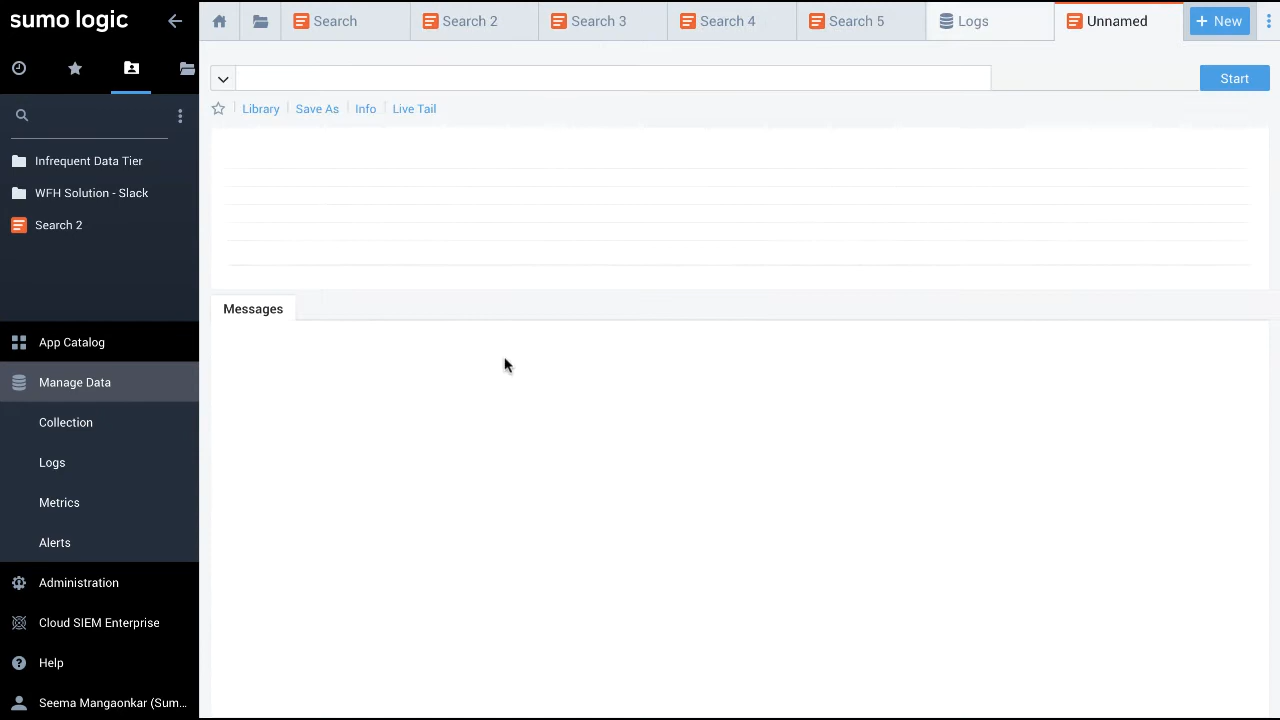 sumo logic
Search
Search 2
Search 3
Search 4
Search 5
Logs
Unnamed
+ New
Start
Library
Save As
Info
Live Tail
Infrequent Data Tier
WFH Solution - Slack
Search 2
Messages
App Catalog
Manage Data
Collection
Logs
Metrics
Alerts
Administration
Cloud SIEM Enterprise
Help
Seema Mangaonkar (Sum...